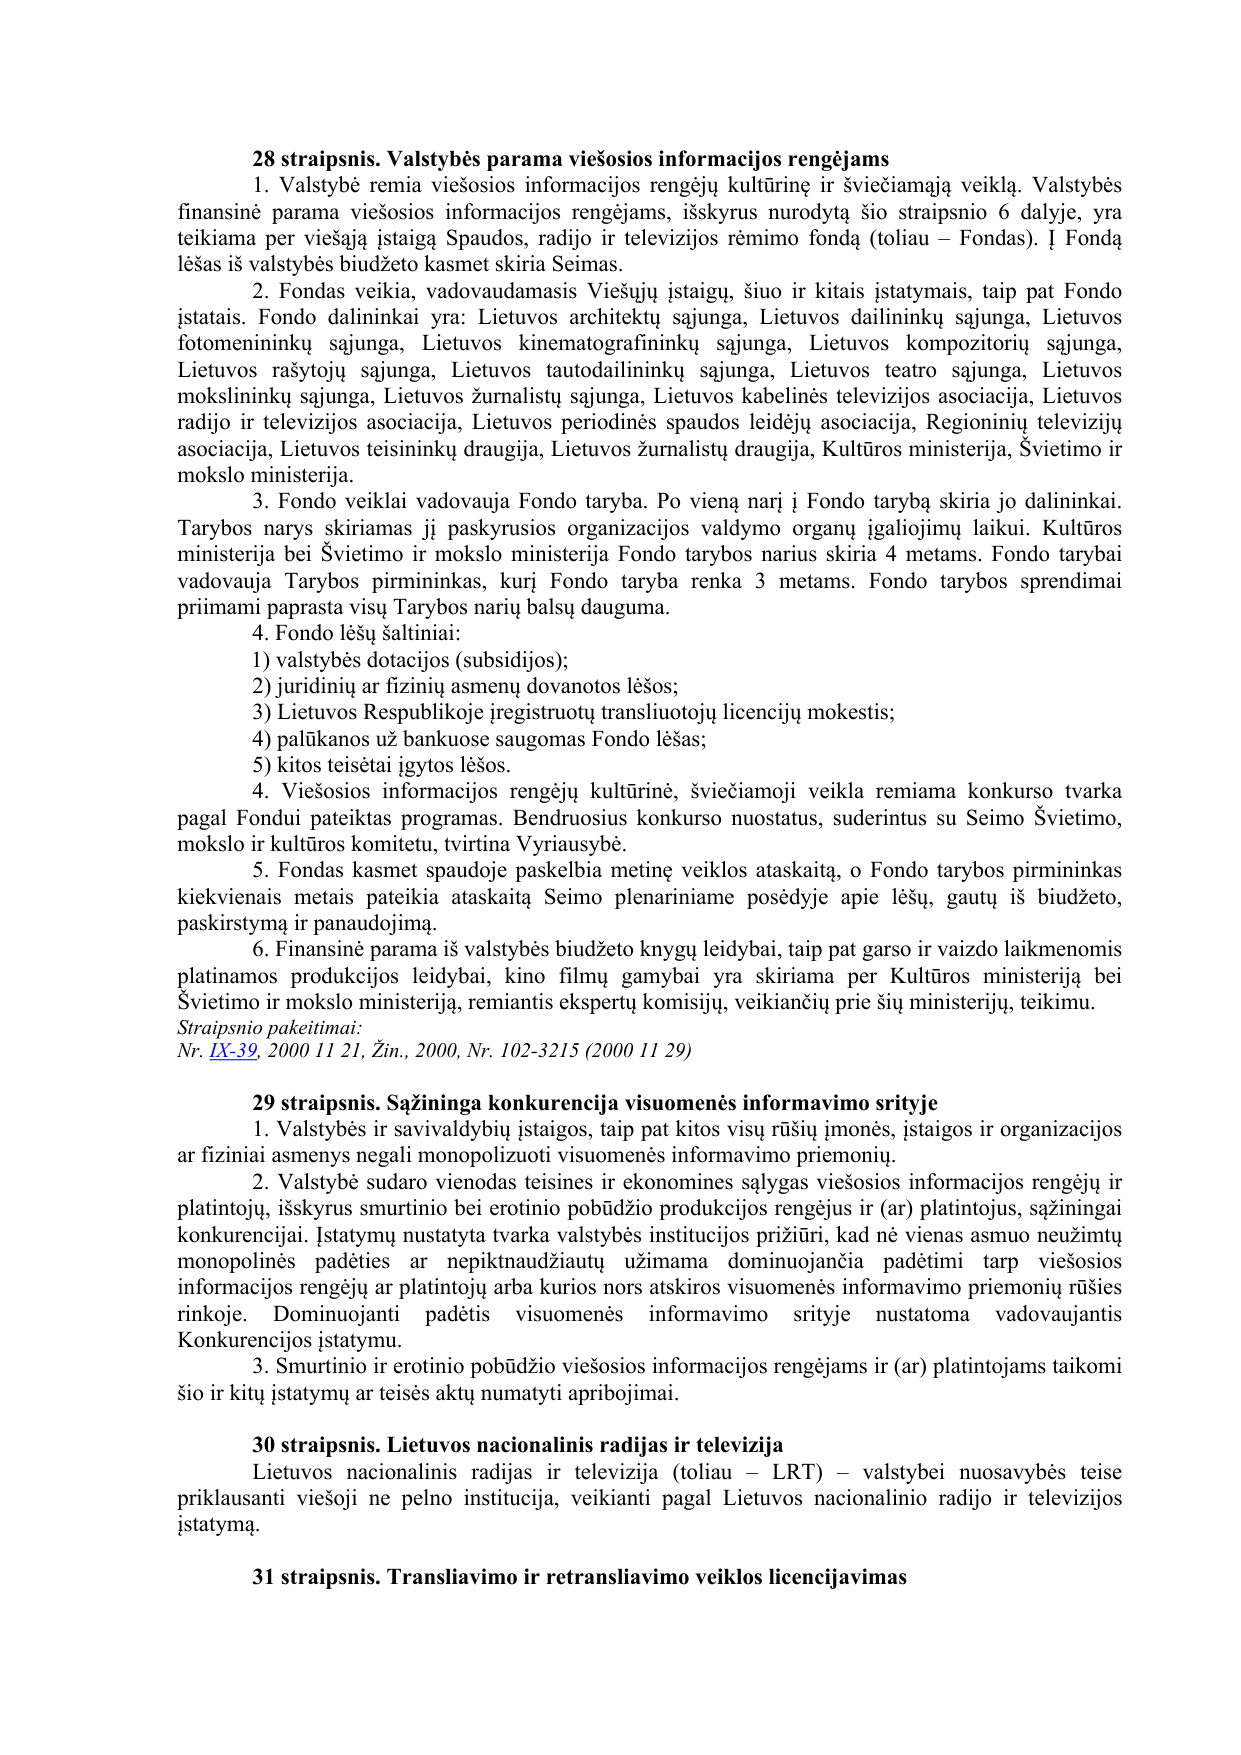 28 straipsnis. Valstybės parama viešosios informacijos rengėjams
1. Valstybė remia viešosios informacijos rengėjų kultūrinę ir šviečiamąją veiklą. Valstybės
finansinė parama viešosios informacijos rengėjams, išskyrus nurodytą šio straipsnio 6 dalyje, yra
teikiama per viešąją įstaigą Spaudos, radijo ir televizijos rėmimo fondą (toliau – Fondas). Į Fondą
lėšas iš valstybės biudžeto kasmet skiria Seimas.
2. Fondas veikia, vadovaudamasis Viešųjų įstaigų, šiuo ir kitais įstatymais, taip pat Fondo
įstatais. Fondo dalininkai yra: Lietuvos architektų sąjunga, Lietuvos dailininkų sąjunga, Lietuvos
fotomenininkų sąjunga, Lietuvos kinematografininkų sąjunga, Lietuvos kompozitorių sąjunga,
Lietuvos rašytojų sąjunga, Lietuvos tautodailininkų sąjunga, Lietuvos teatro sąjunga, Lietuvos
mokslininkų sąjunga, Lietuvos žurnalistų sąjunga, Lietuvos kabelinės televizijos asociacija, Lietuvos
radijo ir televizijos asociacija, Lietuvos periodinės spaudos leidėjų asociacija, Regioninių televizijų
asociacija, Lietuvos teisininkų draugija, Lietuvos žurnalistų draugija, Kultūros ministerija, Švietimo ir
mokslo ministerija.
3. Fondo veiklai vadovauja Fondo taryba. Po vieną narį į Fondo tarybą skiria jo dalininkai.
Tarybos narys skiriamas jį paskyrusios organizacijos valdymo organų įgaliojimų laikui. Kultūros
ministerija bei Švietimo ir mokslo ministerija Fondo tarybos narius skiria 4 metams. Fondo tarybai
vadovauja Tarybos pirmininkas, kurį Fondo taryba renka 3 metams. Fondo tarybos sprendimai
priimami paprasta visų Tarybos narių balsų dauguma.
4. Fondo lėšų šaltiniai:
1) valstybės dotacijos (subsidijos);
2) juridinių ar fizinių asmenų dovanotos lėšos;
3) Lietuvos Respublikoje įregistruotų transliuotojų licencijų mokestis;
4) palūkanos už bankuose saugomas Fondo lėšas;
5) kitos teisėtai įgytos lėšos.
4. Viešosios informacijos rengėjų kultūrinė, šviečiamoji veikla remiama konkurso tvarka
pagal Fondui pateiktas programas. Bendruosius konkurso nuostatus, suderintus su Seimo Švietimo,
mokslo ir kultūros komitetu, tvirtina Vyriausybė.
5. Fondas kasmet spaudoje paskelbia metinę veiklos ataskaitą, o Fondo tarybos pirmininkas
kiekvienais metais pateikia ataskaitą Seimo plenariniame posėdyje apie lėšų, gautų iš biudžeto,
paskirstymą ir panaudojimą.
6. Finansinė parama iš valstybės biudžeto knygų leidybai, taip pat garso ir vaizdo laikmenomis
platinamos produkcijos leidybai, kino filmų gamybai yra skiriama per Kultūros ministeriją bei
Švietimo ir mokslo ministeriją, remiantis ekspertų komisijų, veikiančių prie šių ministerijų, teikimu.
Straipsnio pakeitimai:
Nr. IX-39, 2000 11 21, Žin., 2000, Nr. 102-3215 (2000 11 29)
29 straipsnis. Sąžininga konkurencija visuomenės informavimo srityje
1. Valstybės ir savivaldybių įstaigos, taip pat kitos visų rūšių įmonės, įstaigos ir organizacijos
ar fiziniai asmenys negali monopolizuoti visuomenės informavimo priemonių.
2. Valstybė sudaro vienodas teisines ir ekonomines sąlygas viešosios informacijos rengėjų ir
platintojų, išskyrus smurtinio bei erotinio pobūdžio produkcijos rengėjus ir (ar) platintojus, sąžiningai
konkurencijai. Įstatymų nustatyta tvarka valstybės institucijos prižiūri, kad nė vienas asmuo neužimtų
monopolinės padėties ar nepiktnaudžiautų užimama dominuojančia padėtimi tarp viešosios
informacijos rengėjų ar platintojų arba kurios nors atskiros visuomenės informavimo priemonių rūšies
rinkoje. Dominuojanti padėtis visuomenės informavimo srityje nustatoma vadovaujantis
Konkurencijos įstatymu.
3. Smurtinio ir erotinio pobūdžio viešosios informacijos rengėjams ir (ar) platintojams taikomi
šio ir kitų įstatymų ar teisės aktų numatyti apribojimai.
30 straipsnis. Lietuvos nacionalinis radijas ir televizija
Lietuvos nacionalinis radijas ir televizija (toliau – LRT) – valstybei nuosavybės teise
priklausanti viešoji ne pelno institucija, veikianti pagal Lietuvos nacionalinio radijo ir televizijos
įstatymą.
31 straipsnis. Transliavimo ir retransliavimo veiklos licencijavimas